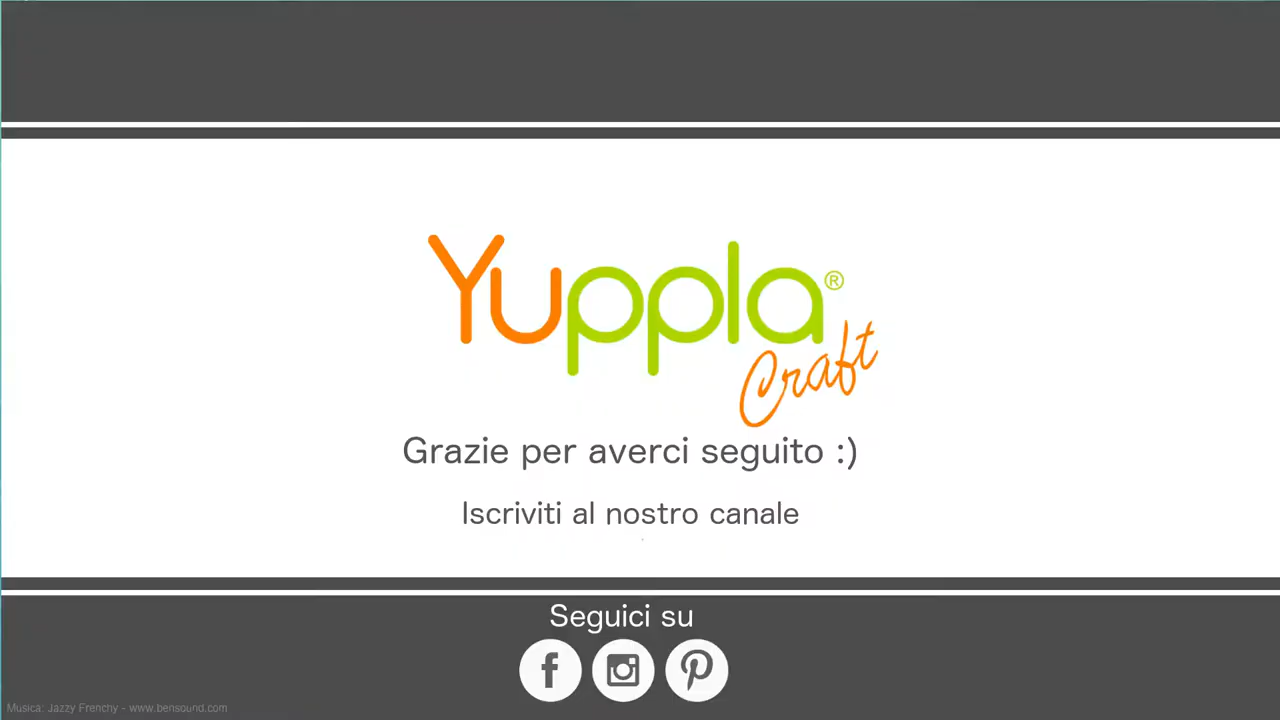 Yuppla®
Craft
Grazie per averci seguito :)
Iscriviti al nostro canale
Seguici su
Musica: Jazzy Frenchy - www.bensound.com